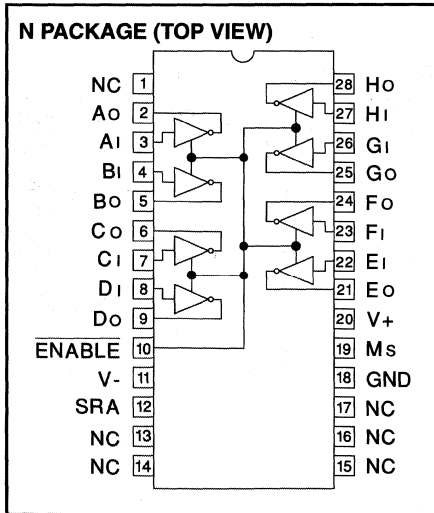 N PACKAGE (TOP VIEW)
NC 1
AO 2
AI 3
BI 4
BO 5
CO 6
CI 7
DI 8
DO 9
ENABLE 10
V- 11
SRA 12
NC 13
NC 14
28 HO
27 HI
26 GI
25 GO
24 FO
23 FI
22 EI
21 EO
20 V+
19 MS
18 GND
17 NC
16 NC
15 NC